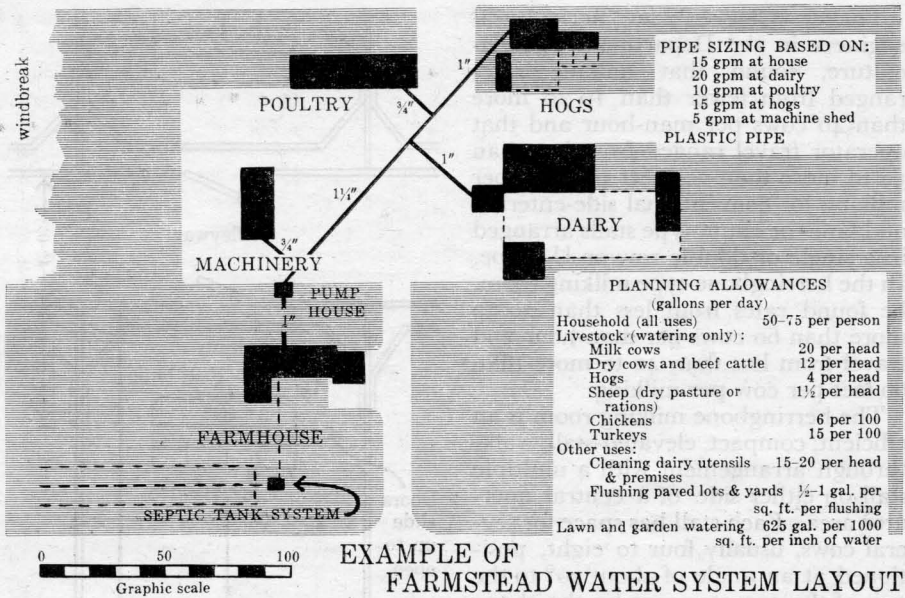 windbreak
POULTRY
¾"
1"
HOGS
PIPE SIZING BASED ON:
15 gpm at house
20 gpm at dairy
10 gpm at poultry
15 gpm at hogs
5 gpm at machine shed
PLASTIC PIPE
1"
1¼"
DAIRY
¾"
MACHINERY
PUMP
HOUSE
1"
FARMHOUSE
SEPTIC TANK SYSTEM
PLANNING ALLOWANCES
(gallons per day)
Household (all uses) 50–75 per person
Livestock (watering only):
Milk cows 20 per head
Dry cows and beef cattle 12 per head
Hogs 4 per head
Sheep (dry pasture or 1½ per head
rations)
Chickens 6 per 100
Turkeys 15 per 100
Other uses:
Cleaning dairy utensils 15–20 per head
& premises
Flushing paved lots & yards ½–1 gal. per
sq. ft. per flushing
Lawn and garden watering 625 gal. per 1000
sq. ft. per inch of water
0 50 100
Graphic scale
EXAMPLE OF
FARMSTEAD WATER SYSTEM LAYOUT